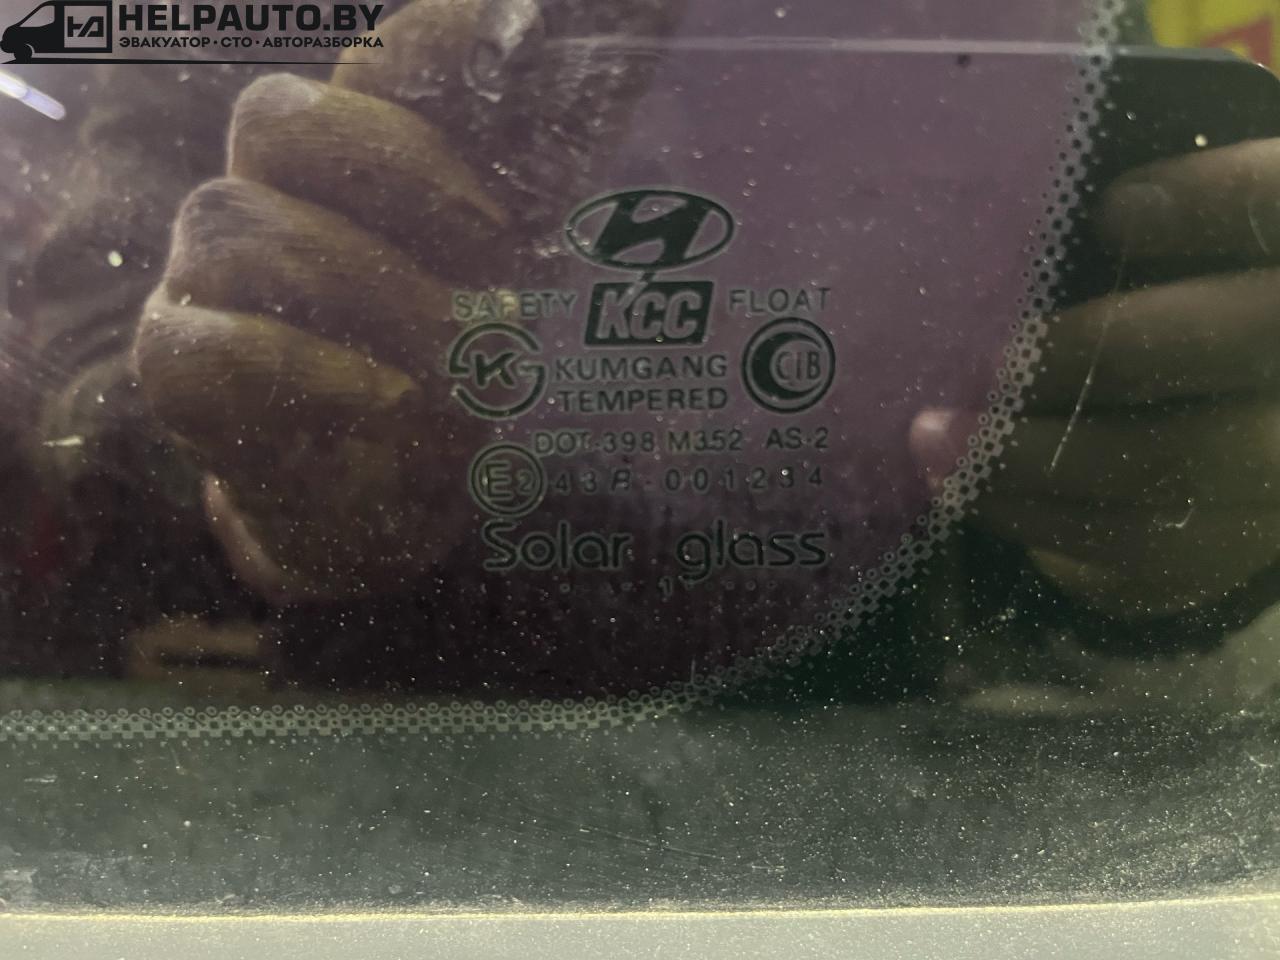 HELPAUTO.BY
ЭВАКУАТОР · СТО · АВТОРАЗБОРКА
SAFETY KCC FLOAT
K KUMGANG CIB
TEMPERED
DOT-398 M352 AS-2
E2 43R-001234
Solar glass
. . . . 1 . . . .